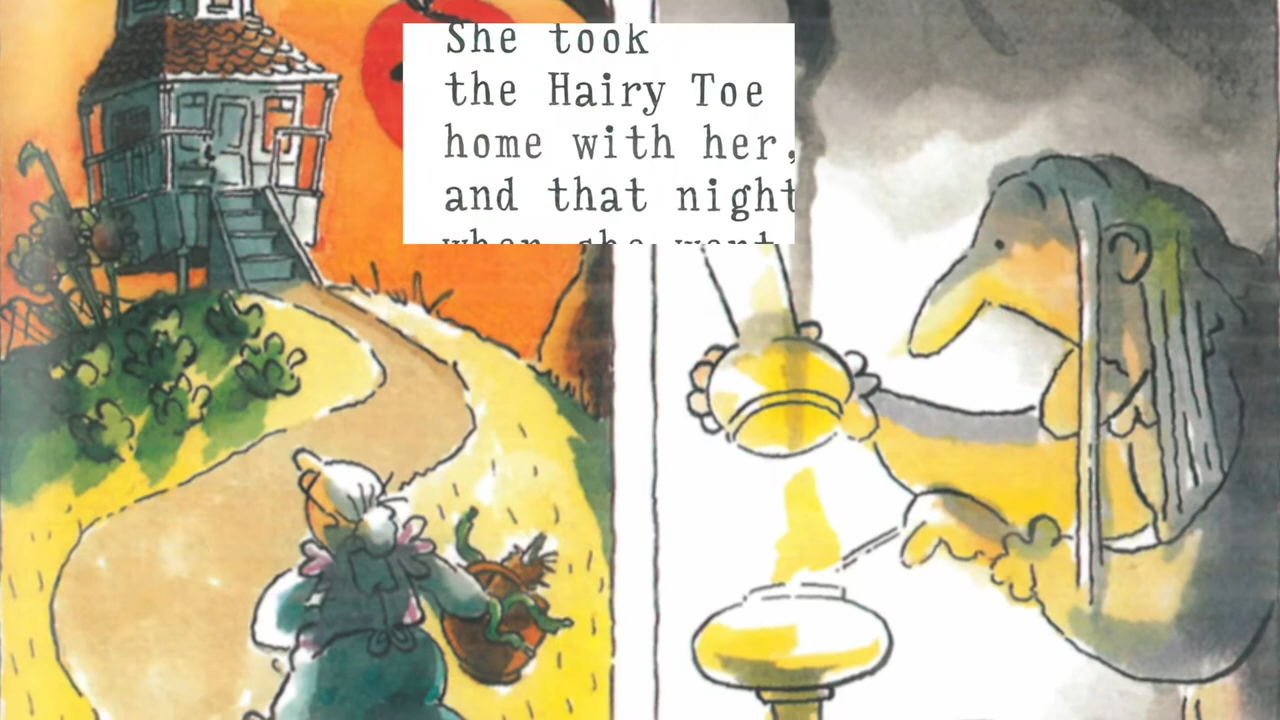 She took
the Hairy Toe
home with her,
and that night